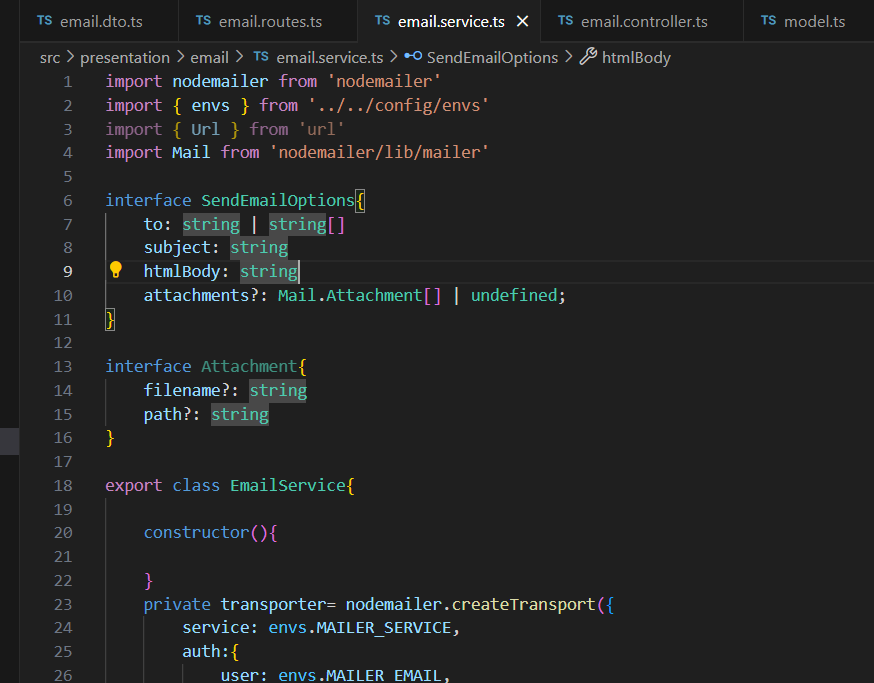 TS email.dto.ts TS email.routes.ts TS email.service.ts TS email.controller.ts TS model.ts
src > presentation > email > TS email.service.ts > SendEmailOptions > htmlBody
1 import nodemailer from 'nodemailer'
2 import { envs } from '../../config/envs'
3 import { Url } from 'url'
4 import Mail from 'nodemailer/lib/mailer'
5
6 interface SendEmailOptions{
7 to: string | string[]
8 subject: string
9 htmlBody: string
10 attachments?: Mail.Attachment[] | undefined;
11 }
12
13 interface Attachment{
14 filename?: string
15 path?: string
16 }
17
18 export class EmailService{
19
20 constructor(){
21
22 }
23 private transporter= nodemailer.createTransport({
24 service: envs.MAILER_SERVICE,
25 auth:{
26 user: envs.MAILER_EMAIL,